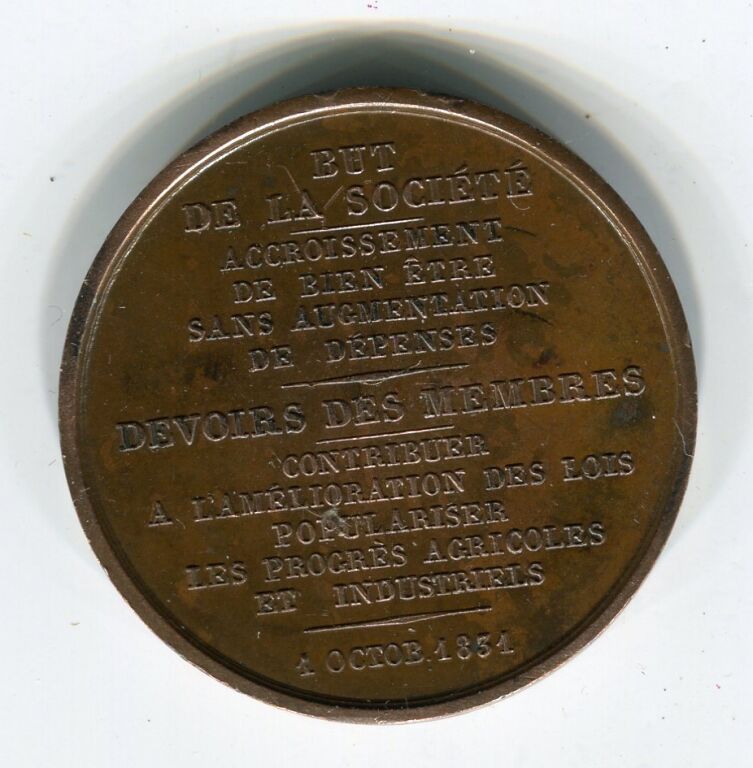 BUT
DE LA SOCIÉTÉ
ACCROISSEMENT
DE BIEN ÊTRE
SANS AUGMENTATION
DE DÉPENSES
DEVOIRS DES MEMBRES
CONTRIBUER
A L'AMÉLIORATION DES LOIS
POPULARISER
LES PROGRÈS AGRICOLES
ET INDUSTRIELS
1 OCTOB. 1831